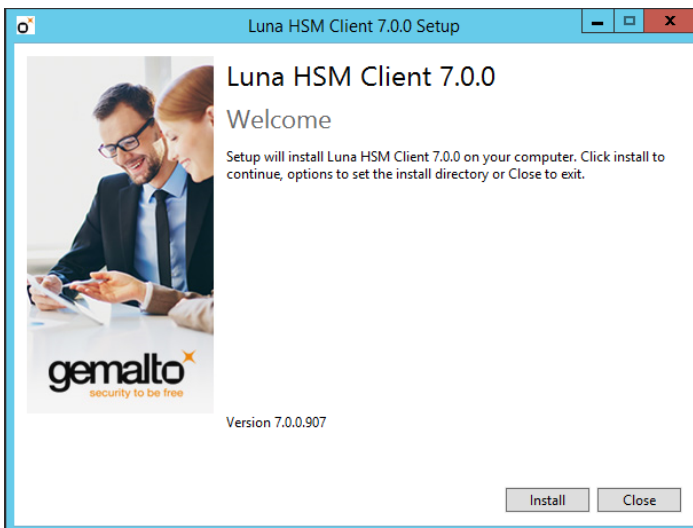 Luna HSM Client 7.0.0 Setup
Luna HSM Client 7.0.0
Welcome
Setup will install Luna HSM Client 7.0.0 on your computer. Click install to
continue, options to set the install directory or Close to exit.
gemalto
security to be free
Version 7.0.0.907
Install
Close